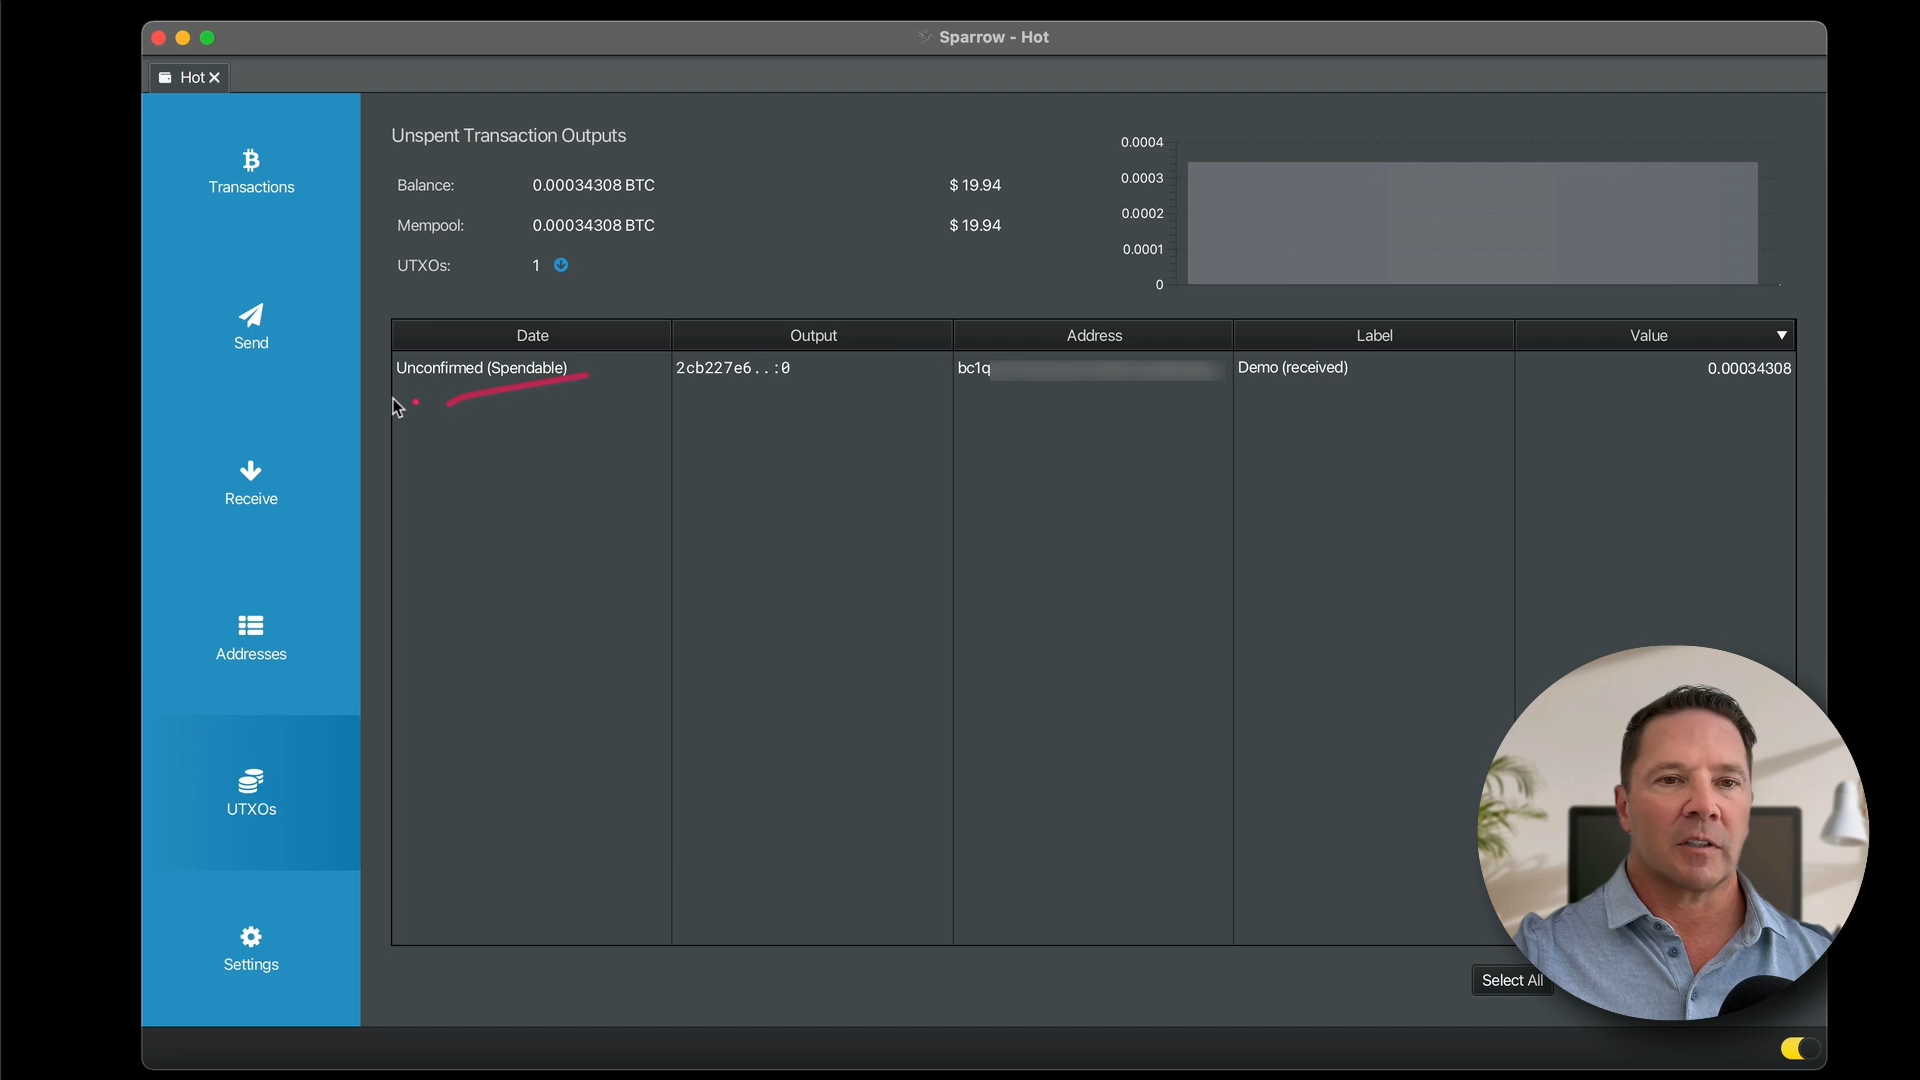 Sparrow - Hot
Hot
Transactions
Send
Receive
Addresses
UTXOs
Settings
Unspent Transaction Outputs
Balance: 0.00034308 BTC $ 19.94
Mempool: 0.00034308 BTC $ 19.94
UTXOs: 1
0.0004
0.0003
0.0002
0.0001
0
Date Output Address Label Value
Unconfirmed (Spendable) 2cb227e6..:0 bc1q Demo (received) 0.00034308
Select All